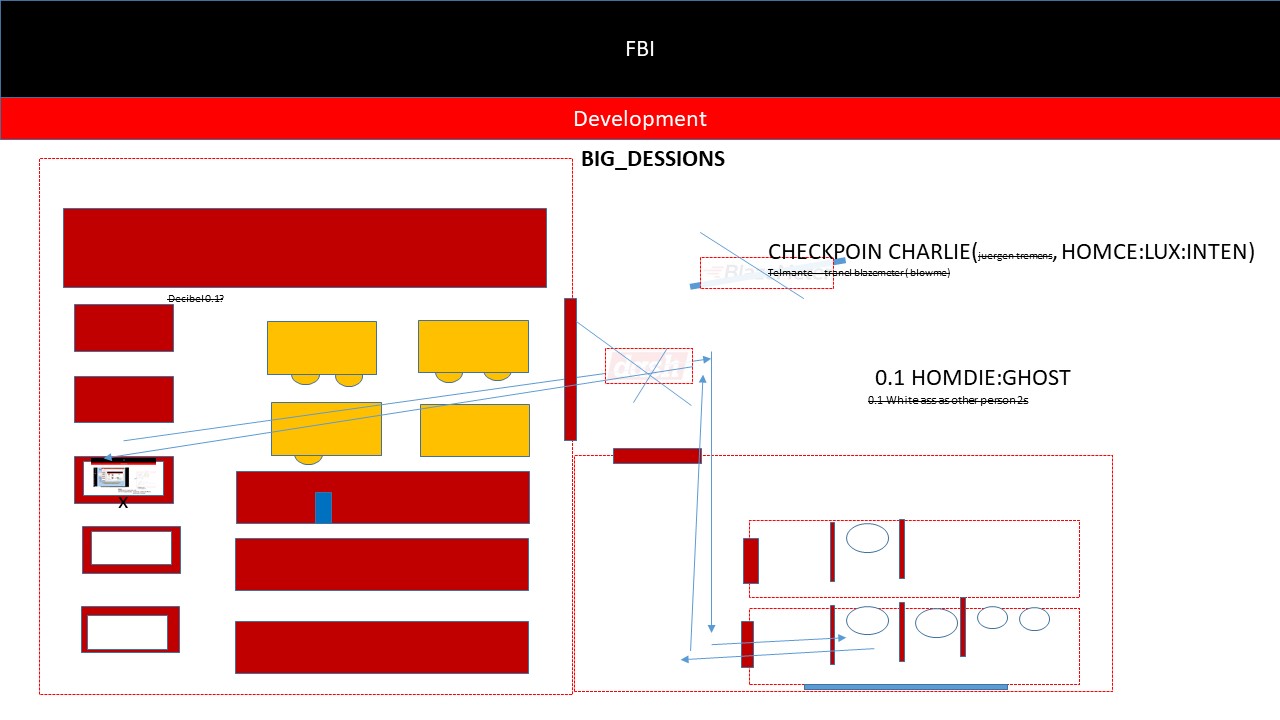 FBI
Development
BIG_DESSIONS
CHECKPOIN CHARLIE(juergen tremens, HOMCE:LUX:INTEN)
Telmante – tranel blazemeter( blowme)
Decibel 0.1?
0.1 HOMDIE:GHOST
0.1 White ass as other person 2s
X